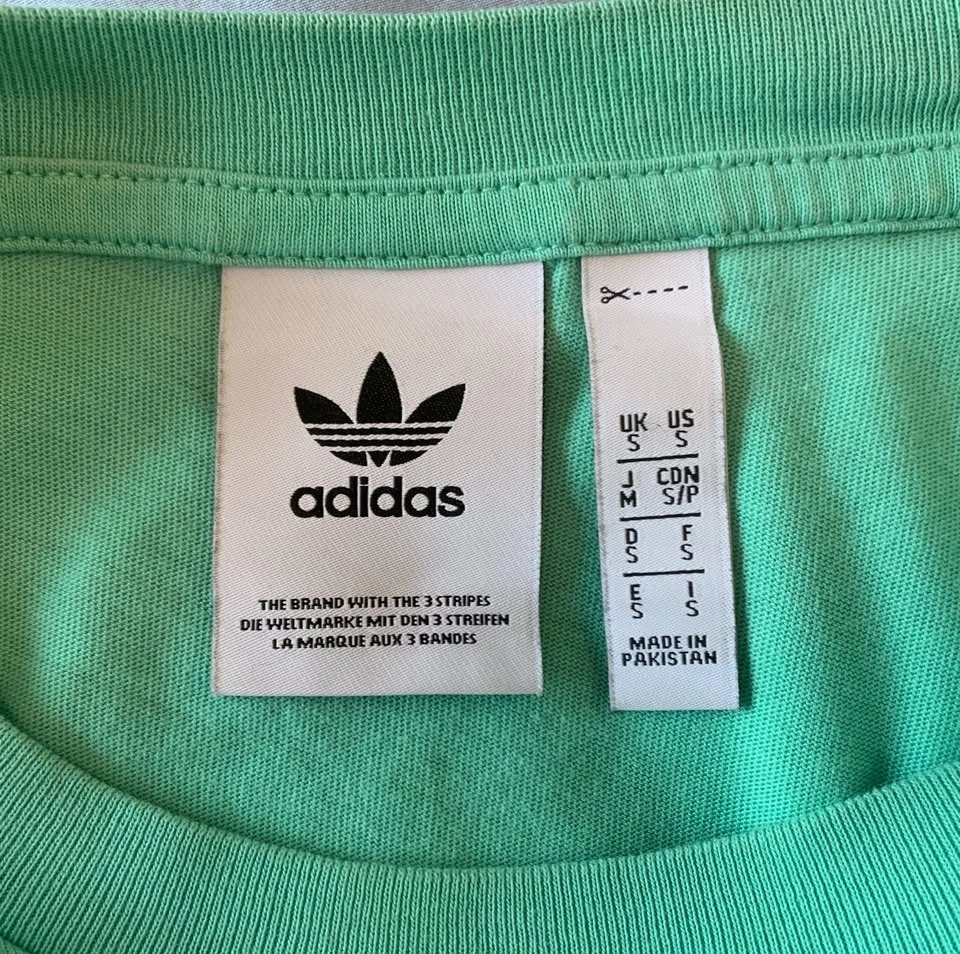 adidas
THE BRAND WITH THE 3 STRIPES
DIE WELTMARKE MIT DEN 3 STREIFEN
LA MARQUE AUX 3 BANDES
UK US
S S
J CDN
M S/P
D F
S S
E I
S S
MADE IN
PAKISTAN